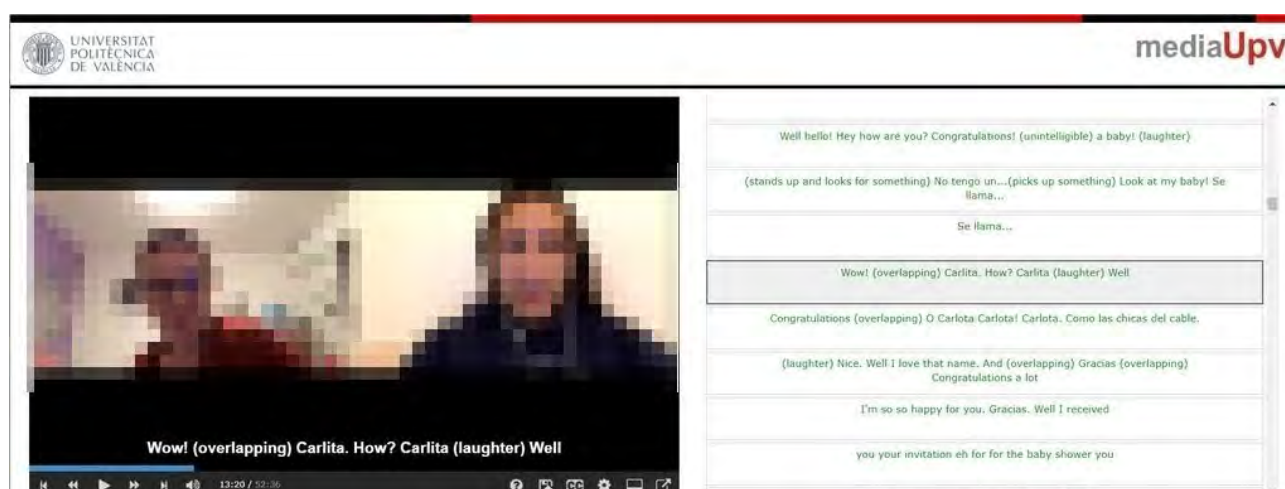 UNIVERSITAT
POLITÈCNICA
DE VALÈNCIA
mediaUpv
Wow! (overlapping) Carlita. How? Carlita (laughter) Well
13:20 / 52:36
Well hello! Hey how are you? Congratulations! (unintelligible) a baby! (laughter)
(stands up and looks for something) No tengo un...(picks up something) Look at my baby! Se
llama...
Se llama...
Wow! (overlapping) Carlita. How? Carlita (laughter) Well
Congratulations (overlapping) O Carlota Carlota! Carlota. Como las chicas del cable.
(laughter) Nice. Well I love that name. And (overlapping) Gracias (overlapping)
Congratulations a lot
I'm so so happy for you. Gracias. Well I received
you your invitation eh for for the baby shower you